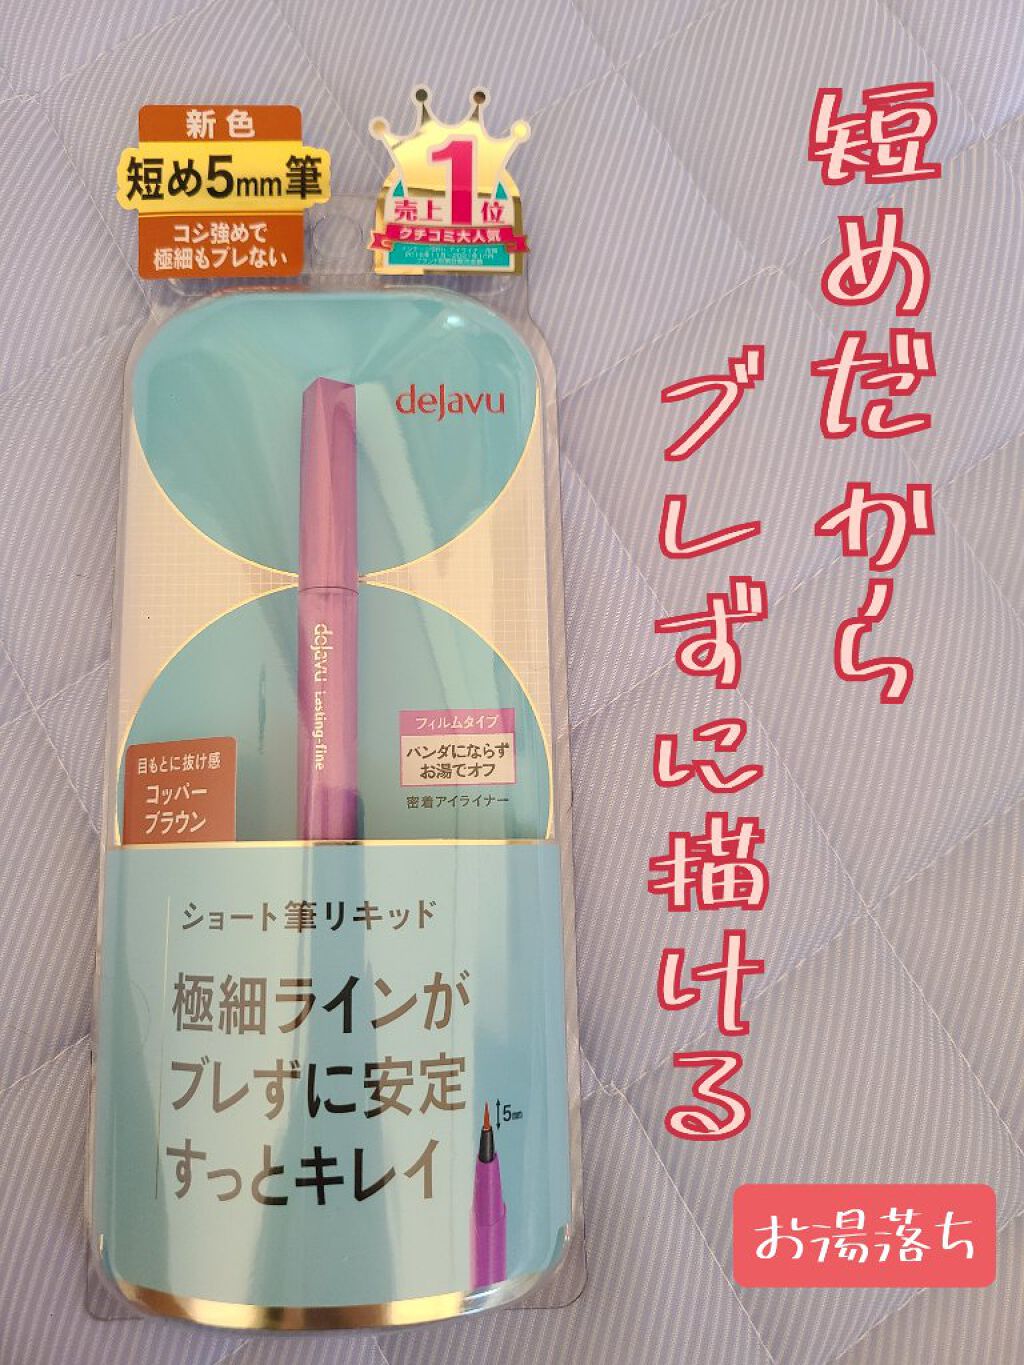 新色
短め5mm筆
コシ強めで
極細もブレない
売上1位
クチコミ大人気
短めだから
ブレずに描ける
dejavu
dejavu Lasting-fine
フィルムタイプ
パンダにならず
お湯でオフ
密着アイライナー
目もとに抜け感
コッパー
ブラウン
ショート筆リキッド
極細ラインが
ブレずに安定
すっとキレイ
5mm
お湯落ち